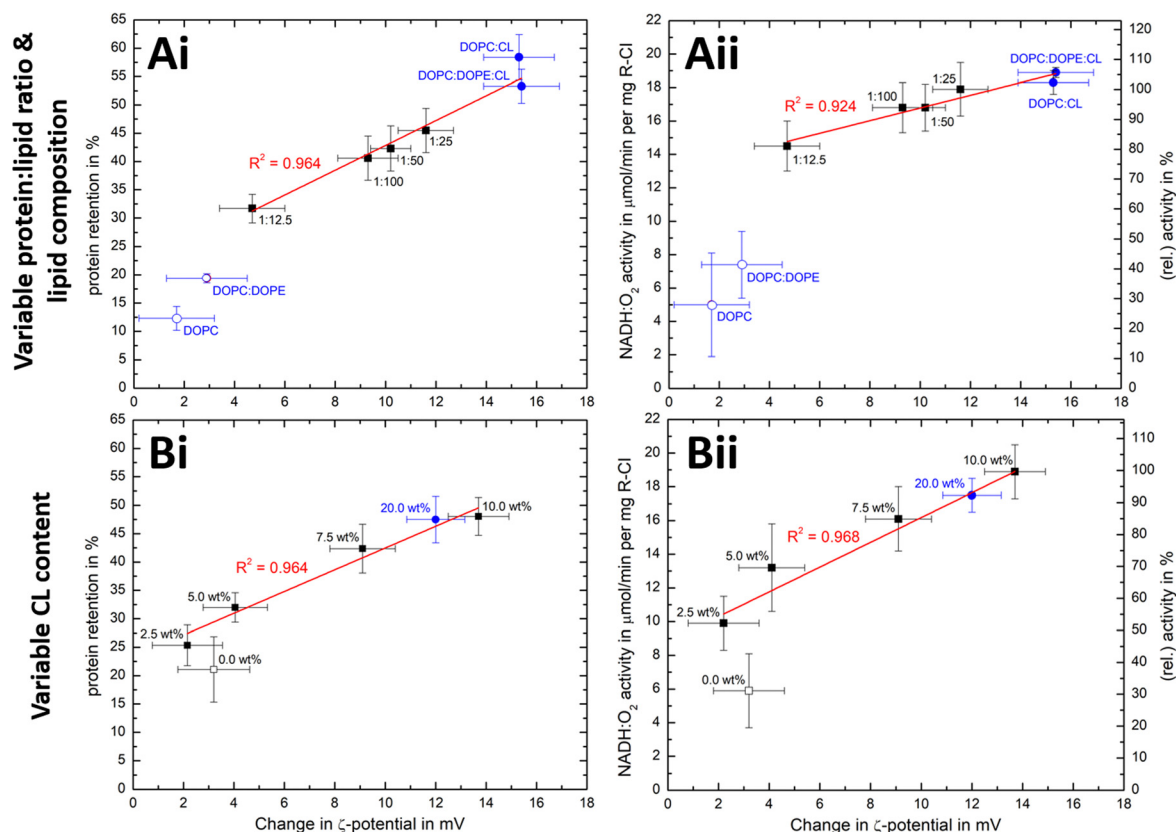 Variable protein:lipid ratio &
lipid composition
Ai
protein retention in %
65
60
55
50
45
40
35
30
25
20
15
10
5
0
DOPC:CL
DOPC:DOPE:CL
1:25
1:50
1:100
R² = 0.964
1:12.5
DOPC:DOPE
DOPC
0 2 4 6 8 10 12 14 16 18
Aii
NADH:O₂ activity in μmol/min per mg R-CI
22
20
18
16
14
12
10
8
6
4
2
0
DOPC:DOPE:CL
1:25
1:100
DOPC:CL
1:50
R² = 0.924
1:12.5
DOPC:DOPE
DOPC
120
110
100
90
80
70
60
50
40
30
20
10
0
(rel.) activity in %
0 2 4 6 8 10 12 14 16 18
Variable CL content
Bi
protein retention in %
65
60
55
50
45
40
35
30
25
20
15
10
5
0
20.0 wt%
10.0 wt%
7.5 wt%
R² = 0.964
5.0 wt%
2.5 wt%
0.0 wt%
0 2 4 6 8 10 12 14 16 18
Change in ζ-potential in mV
Bii
NADH:O₂ activity in μmol/min per mg R-CI
22
20
18
16
14
12
10
8
6
4
2
0
10.0 wt%
20.0 wt%
7.5 wt%
R² = 0.968
5.0 wt%
2.5 wt%
0.0 wt%
110
100
90
80
70
60
50
40
30
20
10
0
(rel.) activity in %
0 2 4 6 8 10 12 14 16 18
Change in ζ-potential in mV